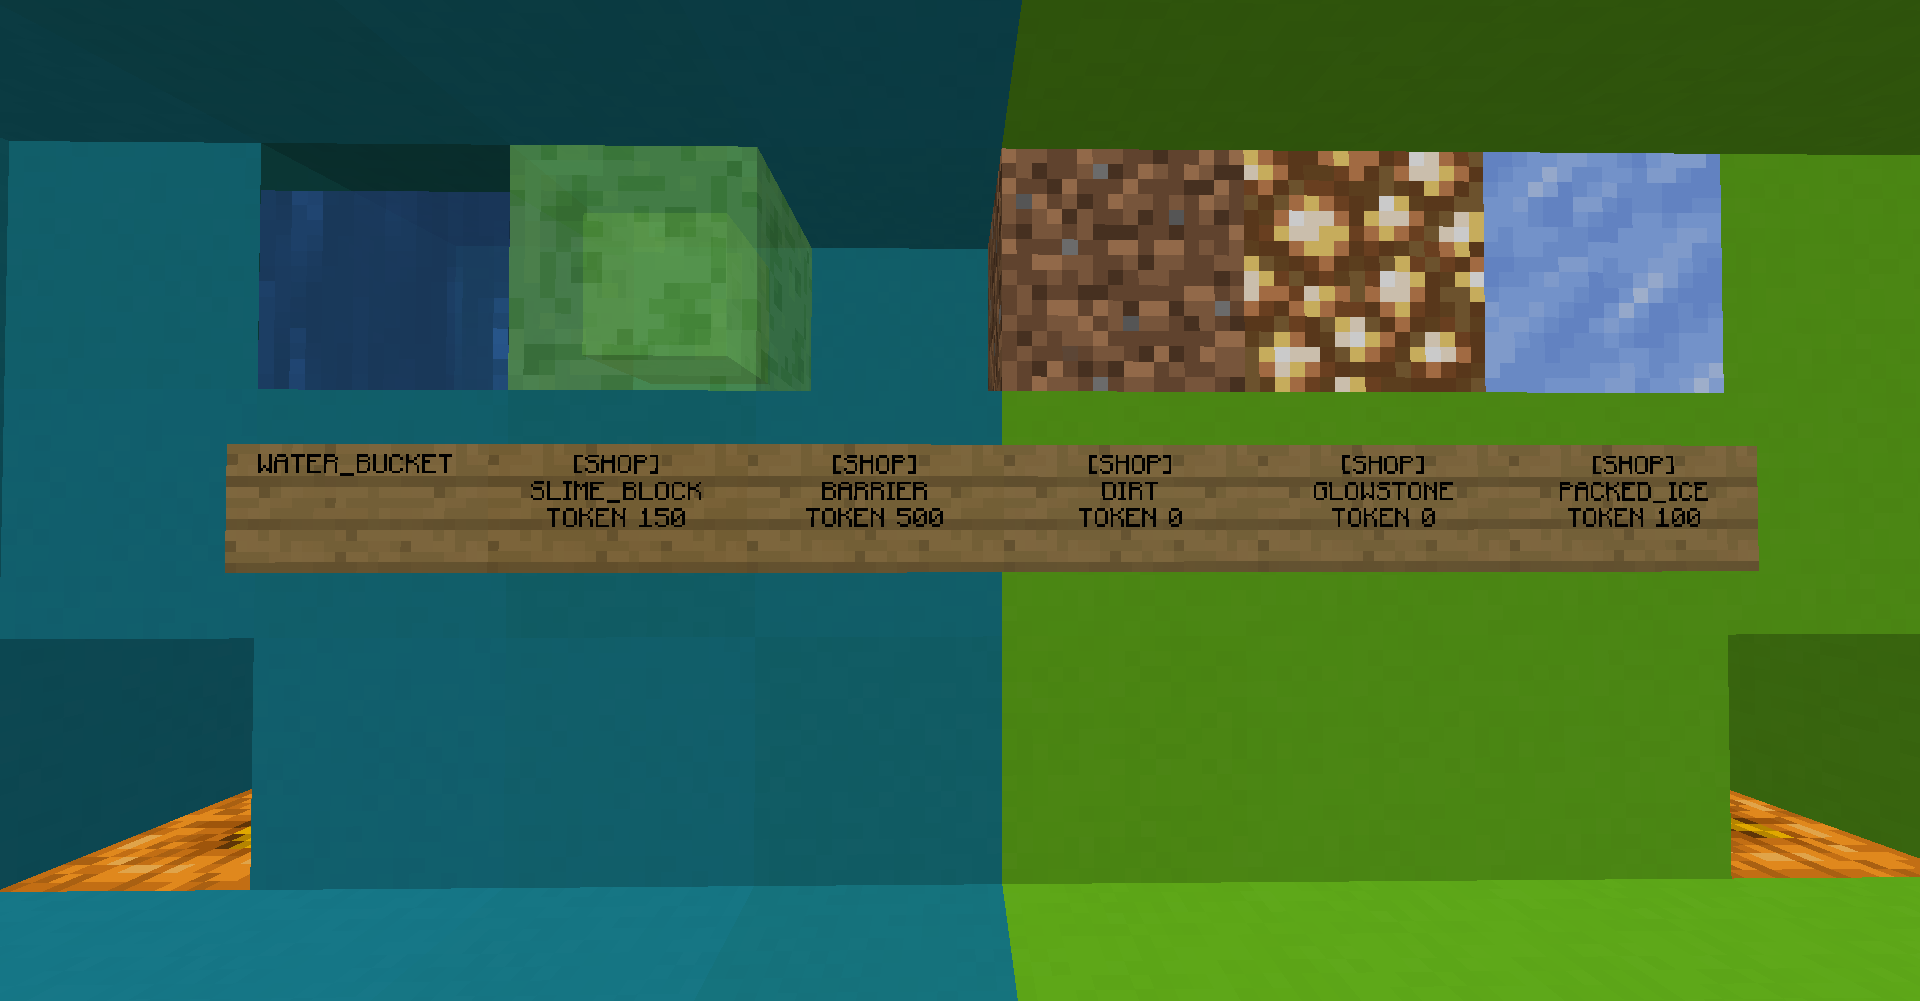 WATER_BUCKET
[SHOP]
SLIME_BLOCK
TOKEN 150
[SHOP]
BARRIER
TOKEN 500
[SHOP]
DIRT
TOKEN 0
[SHOP]
GLOWSTONE
TOKEN 0
[SHOP]
PACKED_ICE
TOKEN 100